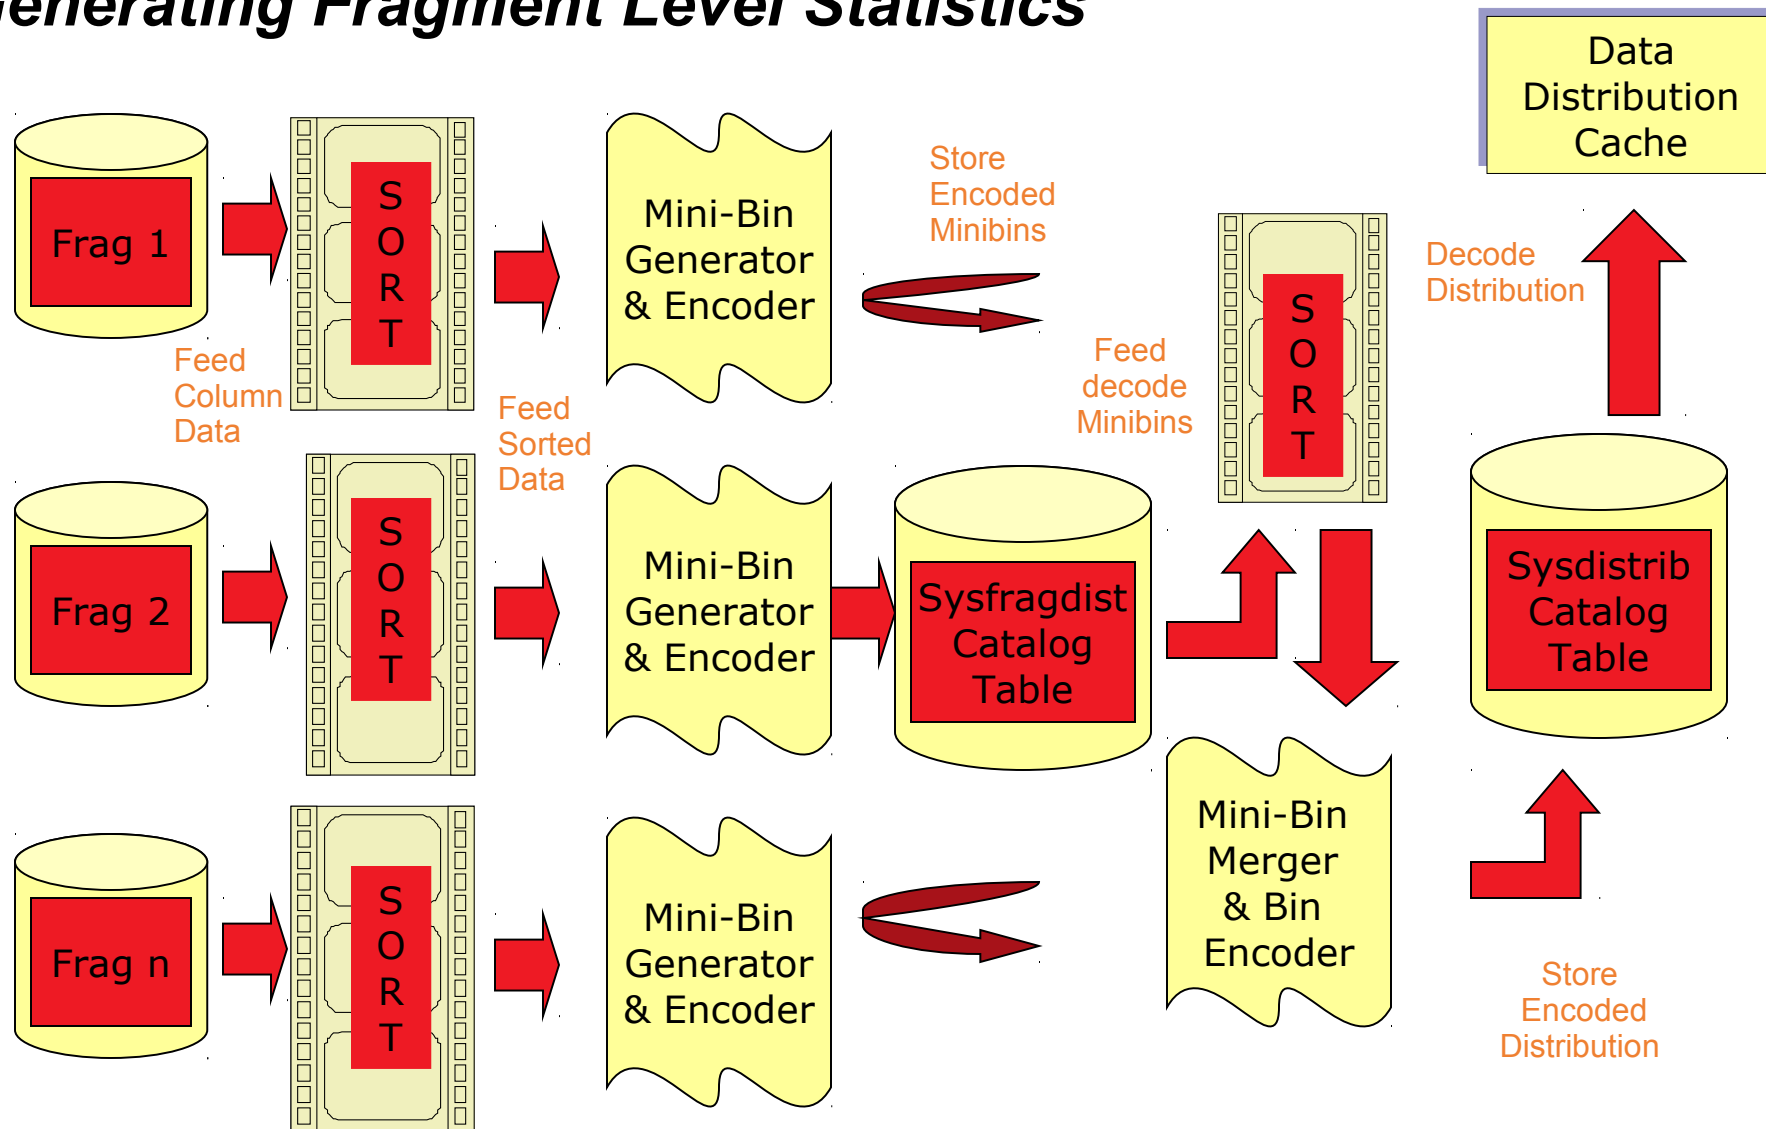 Generating Fragment Level Statistics
Data
Distribution
Cache
Frag 1
S
O
R
T
Mini-Bin
Generator
& Encoder
Store
Encoded
Minibins
Feed
Column
Data
Feed
Sorted
Data
Feed
decode
Minibins
S
O
R
T
Decode
Distribution
Frag 2
S
O
R
T
Mini-Bin
Generator
& Encoder
Sysfragdist
Catalog
Table
Sysdistrib
Catalog
Table
Frag n
S
O
R
T
Mini-Bin
Generator
& Encoder
Mini-Bin
Merger
& Bin
Encoder
Store
Encoded
Distribution